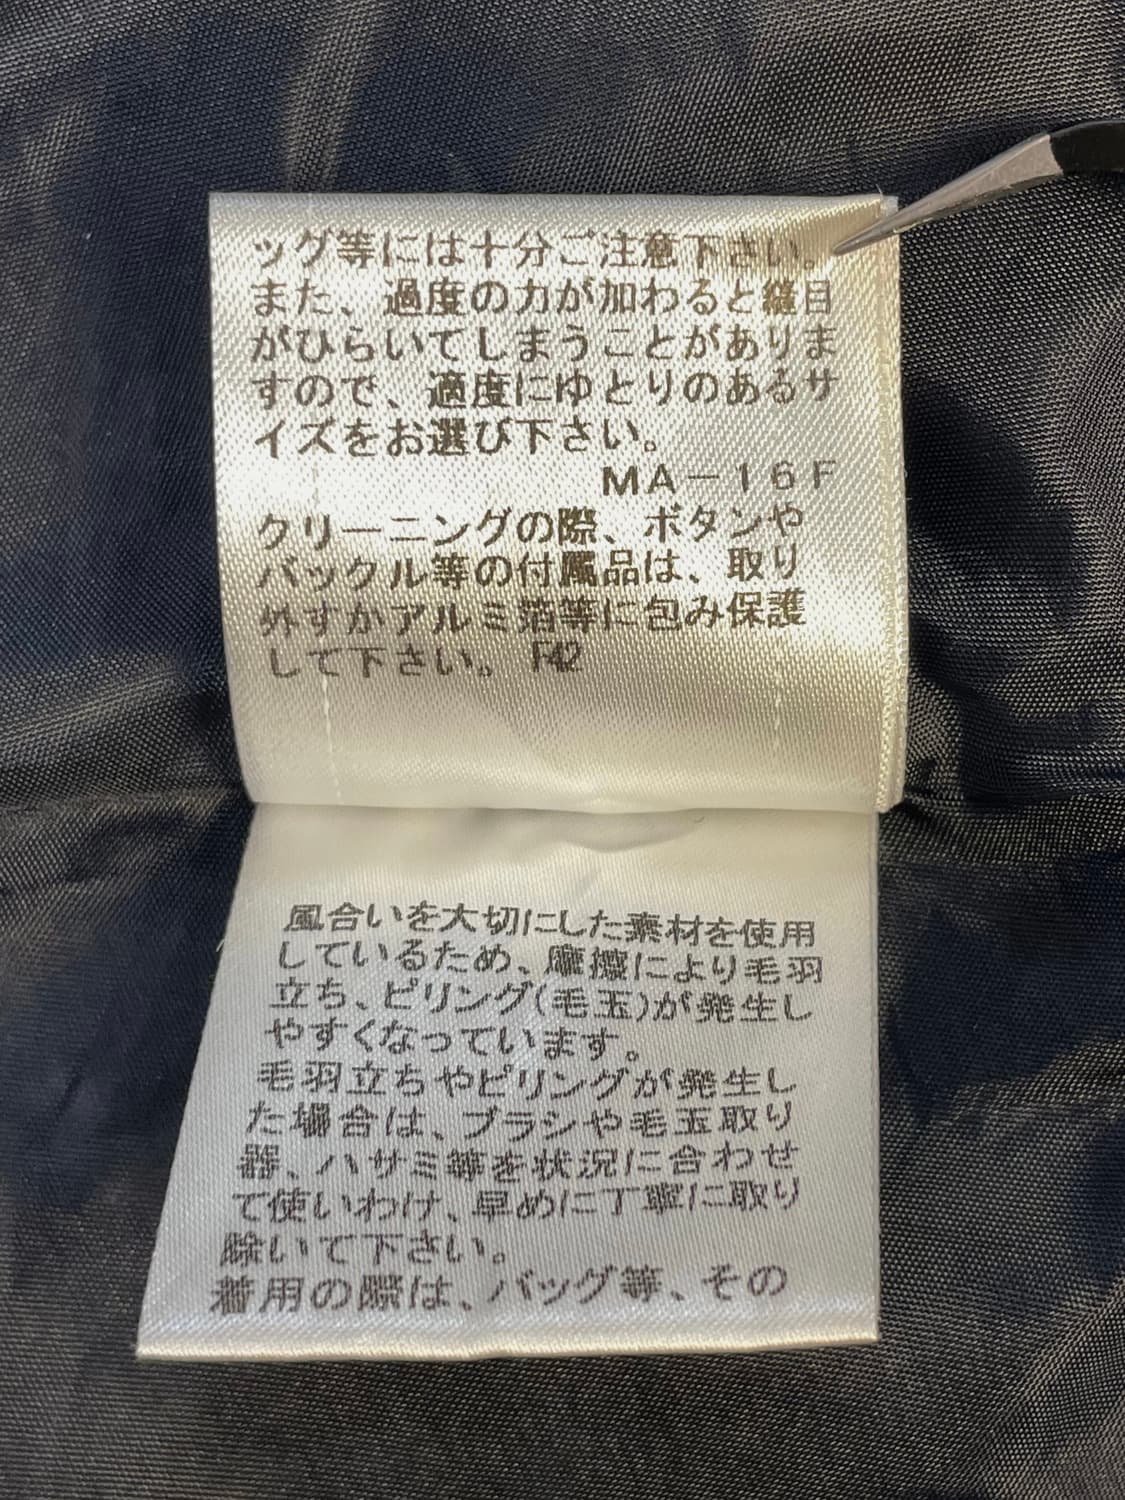 ッグ等には十分ご注意下さい。
また、過度の力が加わると縫目
がひらいてしまうことがありま
すので、適度にゆとりのあるサ
イズをお選び下さい。
ＭＡ－１６Ｆ
クリーニングの際、ボタンや
バックル等の付属品は、取り
外すかアルミ箔等に包み保護
して下さい。 F42
風合いを大切にした素材を使用
しているため、摩擦により毛羽
立ち、ピリング(毛玉)が発生し
やすくなっています。
毛羽立ちやピリングが発生し
た場合は、ブラシや毛玉取り
器、ハサミ等を状況に合わせ
て使いわけ、早めに丁寧に取り
除いて下さい。
着用の際は、バッグ等、その